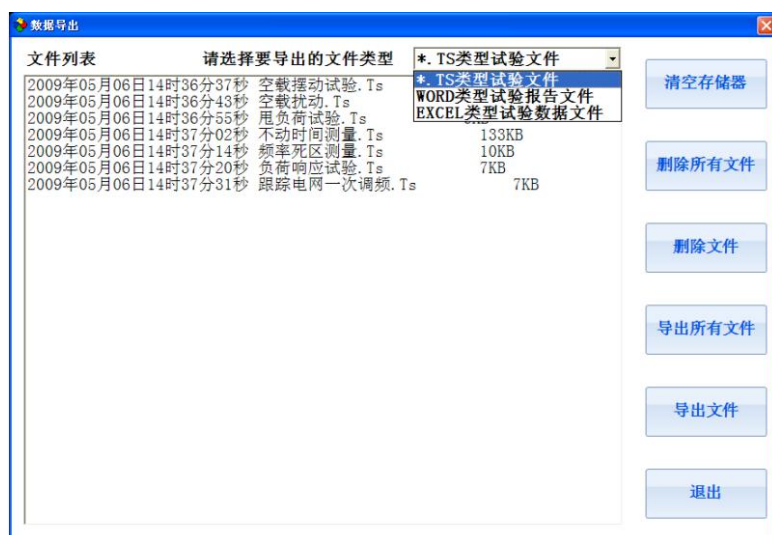 数据导出
文件列表 请选择要导出的文件类型 *.TS类型试验文件
*.TS类型试验文件
WORD类型试验报告文件
EXCEL类型试验数据文件
2009年05月06日14时36分37秒 空载摆动试验.Ts
2009年05月06日14时36分43秒 空载扰动.Ts
2009年05月06日14时36分55秒 甩负荷试验.Ts
2009年05月06日14时37分02秒 不动时间测量.Ts 133KB
2009年05月06日14时37分14秒 频率死区测量.Ts 10KB
2009年05月06日14时37分20秒 负荷响应试验.Ts 7KB
2009年05月06日14时37分31秒 跟踪电网一次调频.Ts 7KB
清空存储器
删除所有文件
删除文件
导出所有文件
导出文件
退出